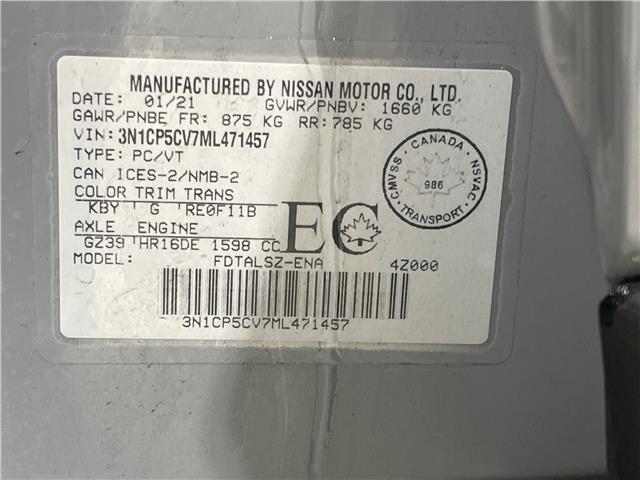 MANUFACTURED BY NISSAN MOTOR CO., LTD.
DATE: 01/21 GVWR/PNBV: 1660 KG
GAWR/PNBE FR: 875 KG RR: 785 KG
VIN: 3N1CP5CV7ML471457
TYPE: PC/VT
CAN ICES-2/NMB-2
COLOR TRIM TRANS
KBY ' G ' RE0F11B
AXLE ENGINE
GZ39 'HR16DE 1598 CC
EC
CMVSS · CANADA · NSVAC
986
TRANSPORT
MODEL: FDTALSZ-ENA 4Z000
3N1CP5CV7ML471457